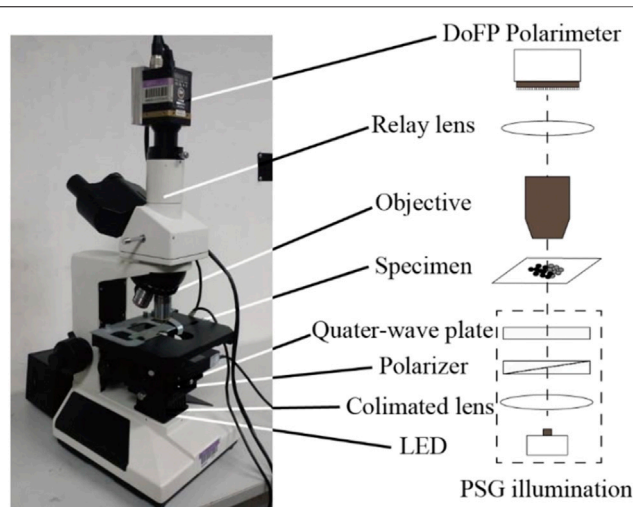 DoFP Polarimeter
Relay lens
Objective
Specimen
Quater-wave plate
Polarizer
Colimated lens
LED
PSG illumination